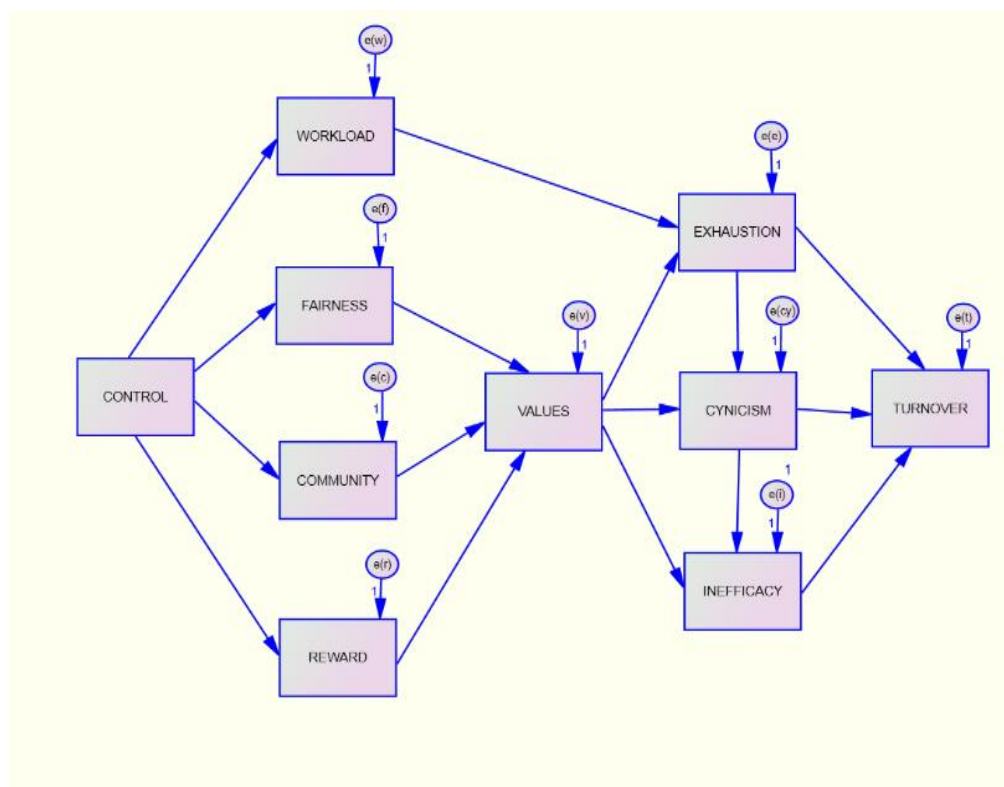 e(w)
1
WORKLOAD
e(e)
1
EXHAUSTION
e(f)
1
FAIRNESS
e(v)
1
VALUES
e(cy)
1
CYNICISM
e(t)
1
TURNOVER
CONTROL
e(c)
1
COMMUNITY
1
e(i)
1
INEFFICACY
e(r)
1
REWARD